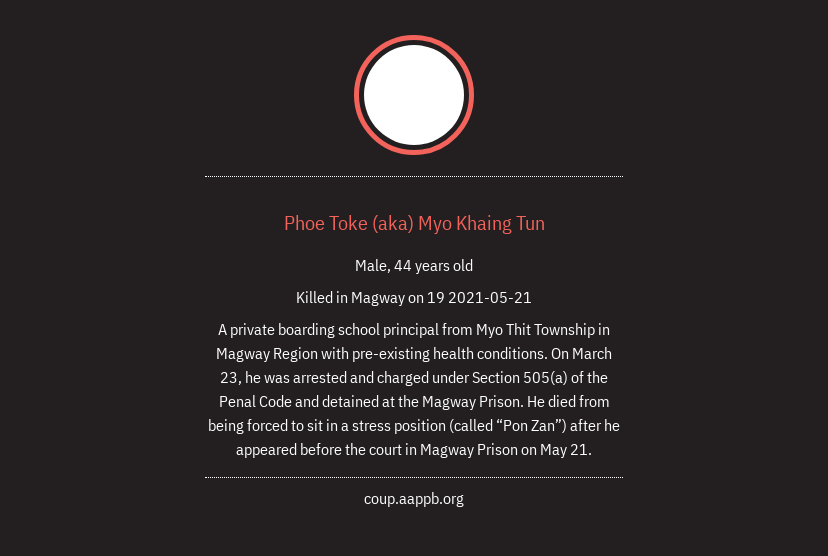 Phoe Toke (aka) Myo Khaing Tun
Male, 44 years old
Killed in Magway on 19 2021-05-21
A private boarding school principal from Myo Thit Township in
Magway Region with pre-existing health conditions. On March
23, he was arrested and charged under Section 505(a) of the
Penal Code and detained at the Magway Prison. He died from
being forced to sit in a stress position (called “Pon Zan”) after he
appeared before the court in Magway Prison on May 21.
coup.aappb.org